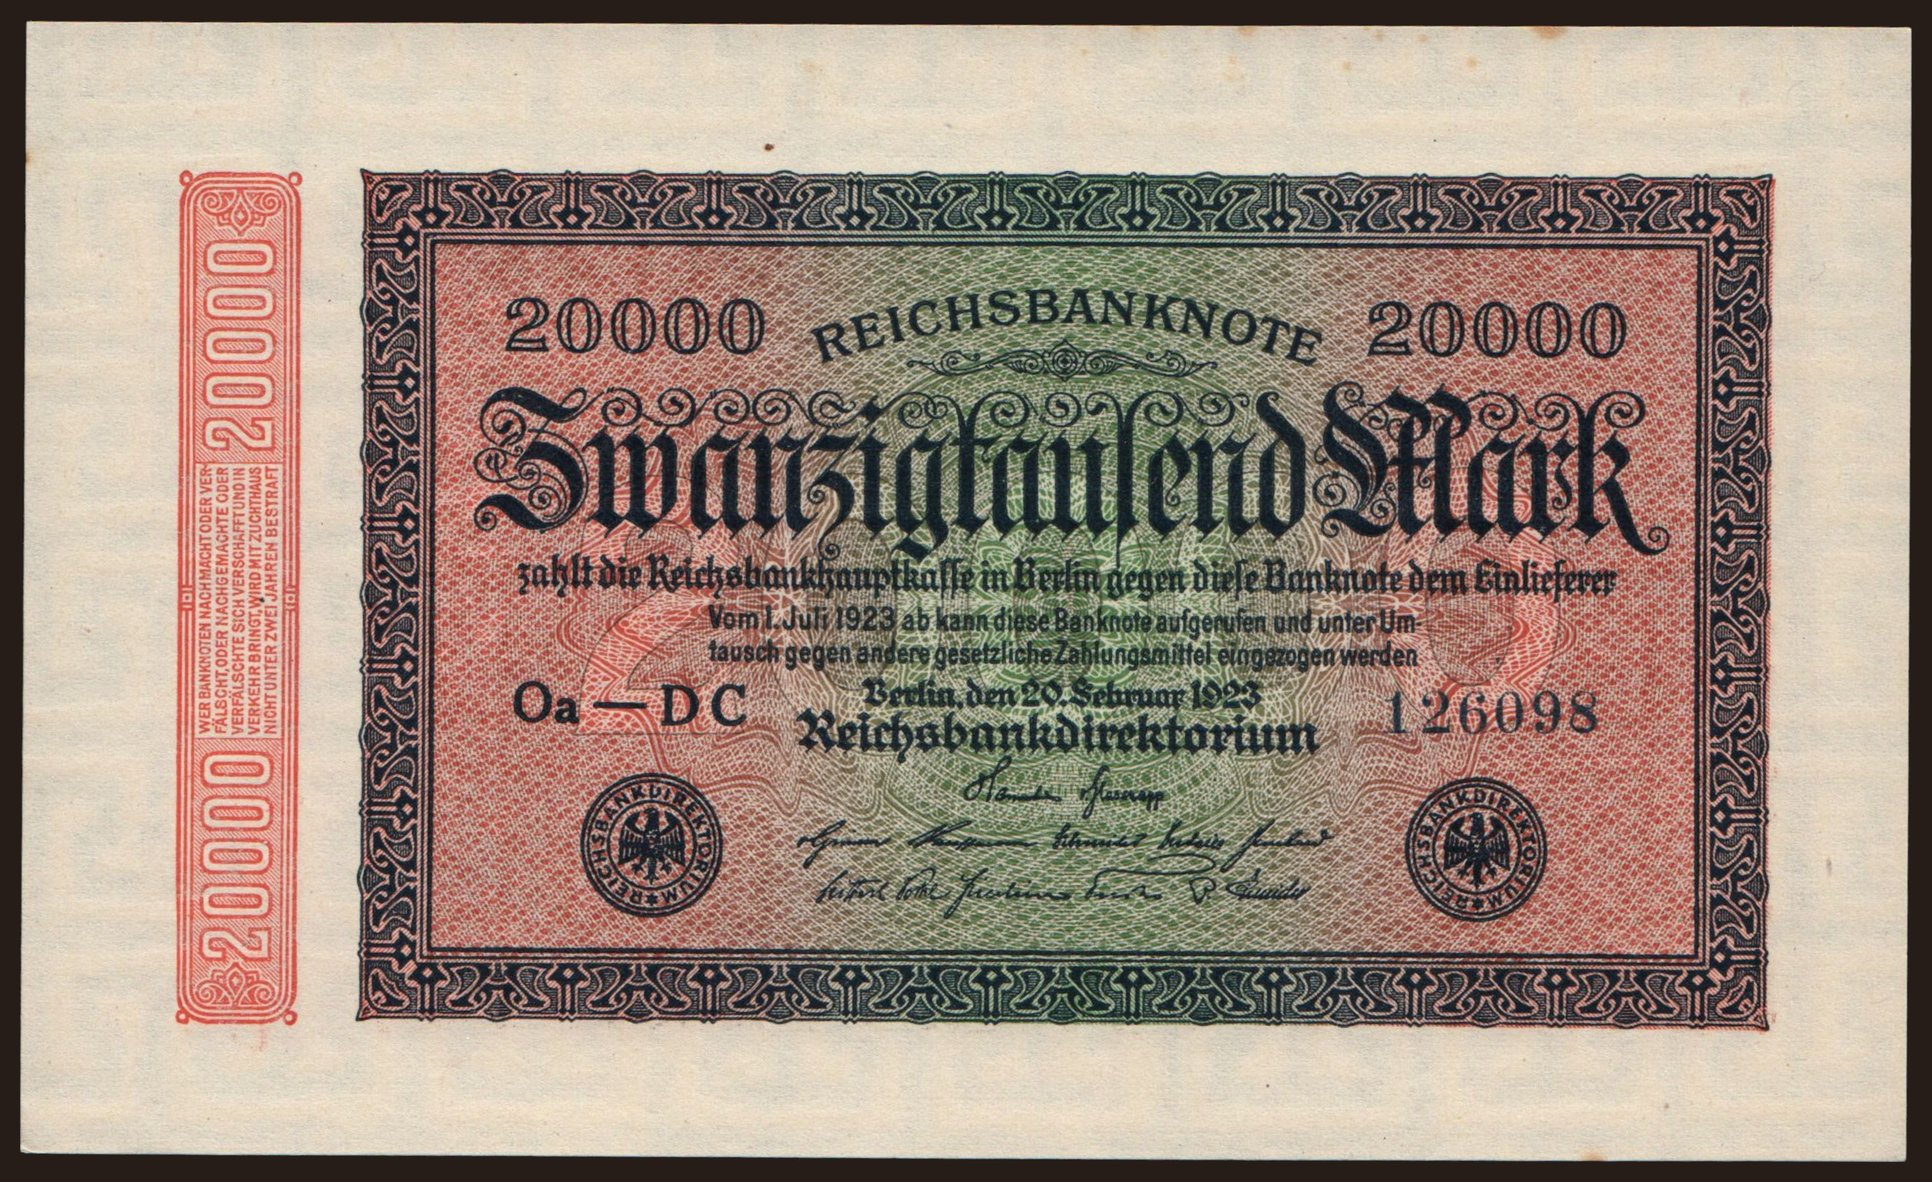 20000
WER BANKNOTEN NACHMACHT ODER VER-
FÄLSCHT, ODER NACHGEMACHTE ODER
VERFÄLSCHTE SICH VERSCHAFFT UND IN
VERKEHR BRINGT, WIRD MIT ZUCHTHAUS
NICHT UNTER ZWEI JAHREN BESTRAFT
20000
20000 REICHSBANKNOTE 20000
Zwanzigtausend Mark
zahlt die Reichsbankhauptkasse in Berlin gegen diese Banknote dem Einlieferer
Vom 1. Juli 1923 ab kann diese Banknote aufgerufen und unter Um-
tausch gegen andere gesetzliche Zahlungsmittel eingezogen werden
Oa — DC Berlin, den 20. Februar 1923 126098
Reichsbankdirektorium
REICHSBANKDIREKTORIUM
REICHSBANKDIREKTORIUM